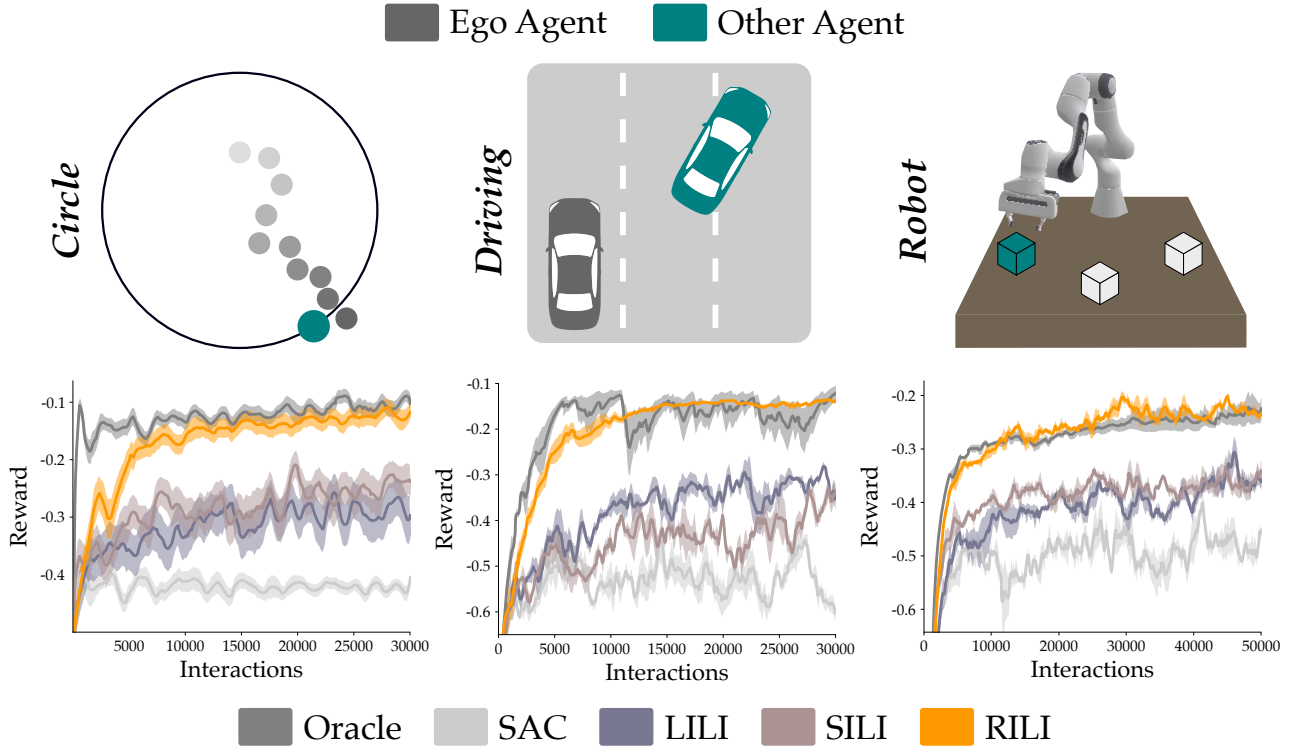 Ego Agent Other Agent
Circle
Driving
Robot
-0.1
-0.2
-0.3
-0.4
Reward
5000 10000 15000 20000 25000 30000
Interactions
-0.1
-0.2
-0.3
-0.4
-0.5
-0.6
Reward
0 5000 10000 15000 20000 25000 30000
Interactions
-0.2
-0.3
-0.4
-0.5
-0.6
Reward
0 10000 20000 30000 40000 50000
Interactions
Oracle SAC LILI SILI RILI